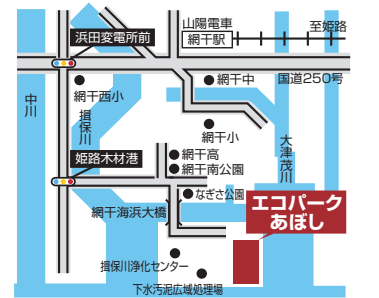 山陽電車
網干駅
至姫路
浜田変電所前
網干中
国道250号
網干西小
中川
揖保川
網干小
大津茂川
網干高
姫路木材港
網干南公園
なぎさ公園
エコパーク
あぼし
網干海浜大橋
揖保川浄化センター
下水汚泥広域処理場